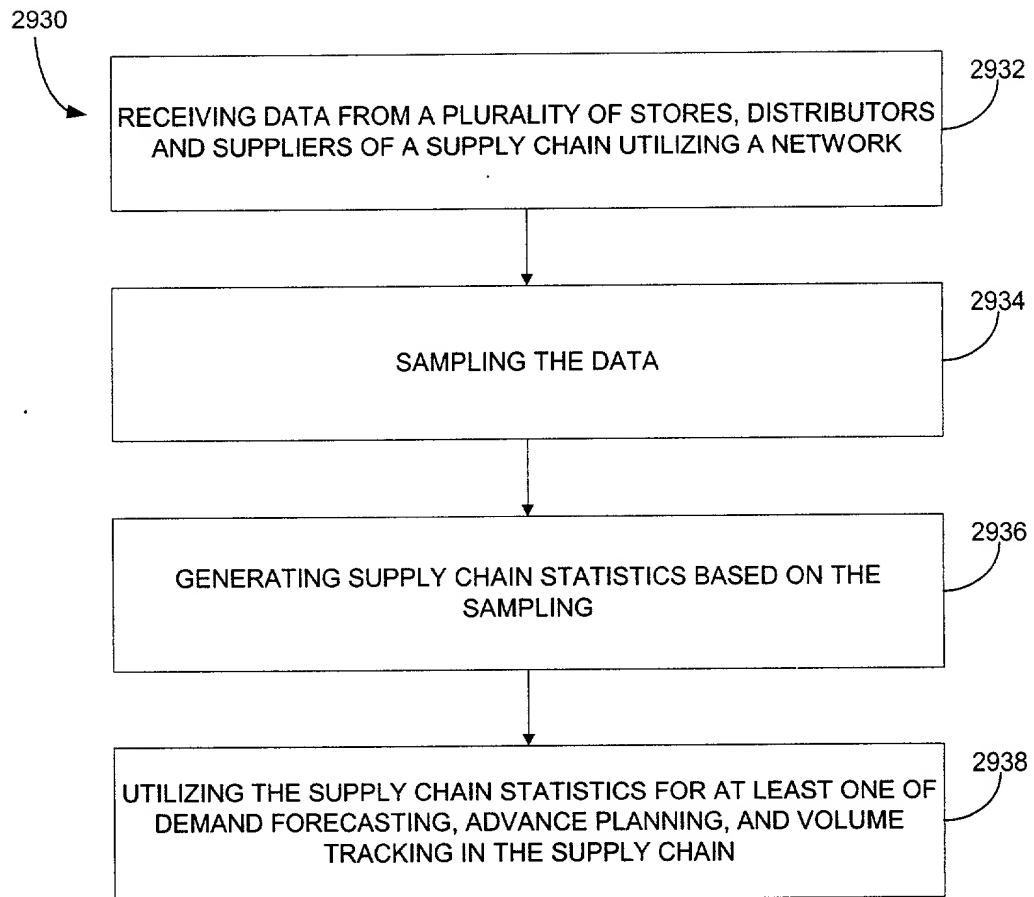 2930
2932
RECEIVING DATA FROM A PLURALITY OF STORES, DISTRIBUTORS
AND SUPPLIERS OF A SUPPLY CHAIN UTILIZING A NETWORK
2934
SAMPLING THE DATA
2936
GENERATING SUPPLY CHAIN STATISTICS BASED ON THE
SAMPLING
2938
UTILIZING THE SUPPLY CHAIN STATISTICS FOR AT LEAST ONE OF
DEMAND FORECASTING, ADVANCE PLANNING, AND VOLUME
TRACKING IN THE SUPPLY CHAIN